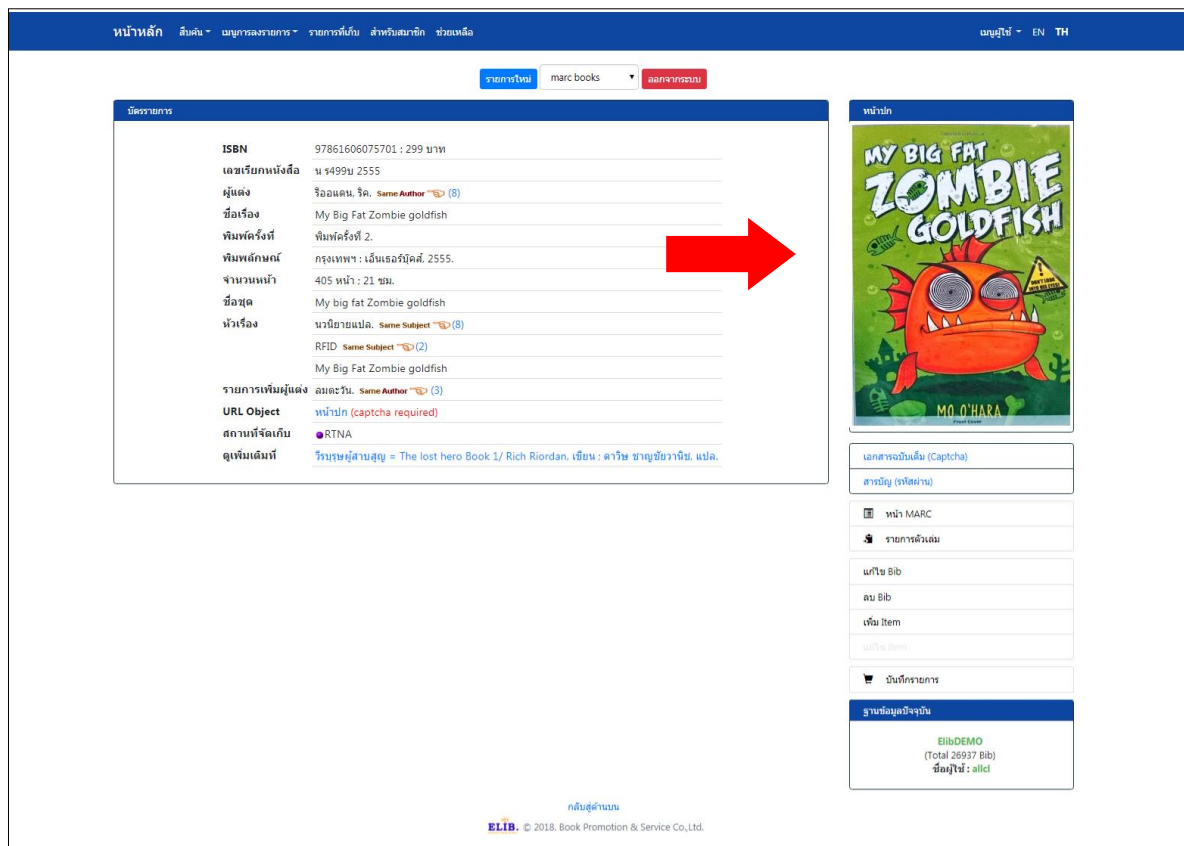 หน้าหลัก สืบค้น เมนูการลงรายการ รายการที่เก็บ สำหรับสมาชิก ช่วยเหลือ เมนูผู้ใช้ EN TH
รายการใหม่ marc books ออกจากระบบ
บัตรรายการ
ISBN 97861606075701 : 299 บาท
เลขเรียกหนังสือ น ร499บ 2555
ผู้แต่ง ริออแดน, ริค. Same Author (8)
ชื่อเรื่อง My Big Fat Zombie goldfish
พิมพ์ครั้งที่ พิมพ์ครั้งที่ 2.
พิมพลักษณ์ กรุงเทพฯ : เอ็นเธอร์บุ๊คส์, 2555.
จำนวนหน้า 405 หน้า ; 21 ซม.
ชื่อชุด My big fat Zombie goldfish
หัวเรื่อง นวนิยายแปล. Same Subject (8)
RFID Same Subject (2)
My Big Fat Zombie goldfish
รายการเพิ่มผู้แต่ง ลมตะวัน. Same Author (3)
URL Object หน้าปก (captcha required)
สถานที่จัดเก็บ RTNA
ดูเพิ่มเติมที่ วีรบุรุษผู้สาบสูญ = The lost hero Book 1/ Rich Riordan, เขียน ; ดาวิษ ชาญชัยวานิช, แปล.
หน้าปก
MY BIG FAT
ZOMBIE
GOLDFISH
DON'T LOOK
INTO HIS EYES!
MO O'HARA
Front Cover
เอกสารฉบับเต็ม (Captcha)
สารบัญ (รหัสผ่าน)
หน้า MARC
รายการตัวเล่ม
แก้ไข Bib
ลบ Bib
เพิ่ม Item
แก้ไข Item
บันทึกรายการ
ฐานข้อมูลปัจจุบัน
ElibDEMO
(Total 26937 Bib)
ชื่อผู้ใช้ : allcl
กลับสู่ด้านบน
ELIB. © 2018. Book Promotion & Service Co.,Ltd.